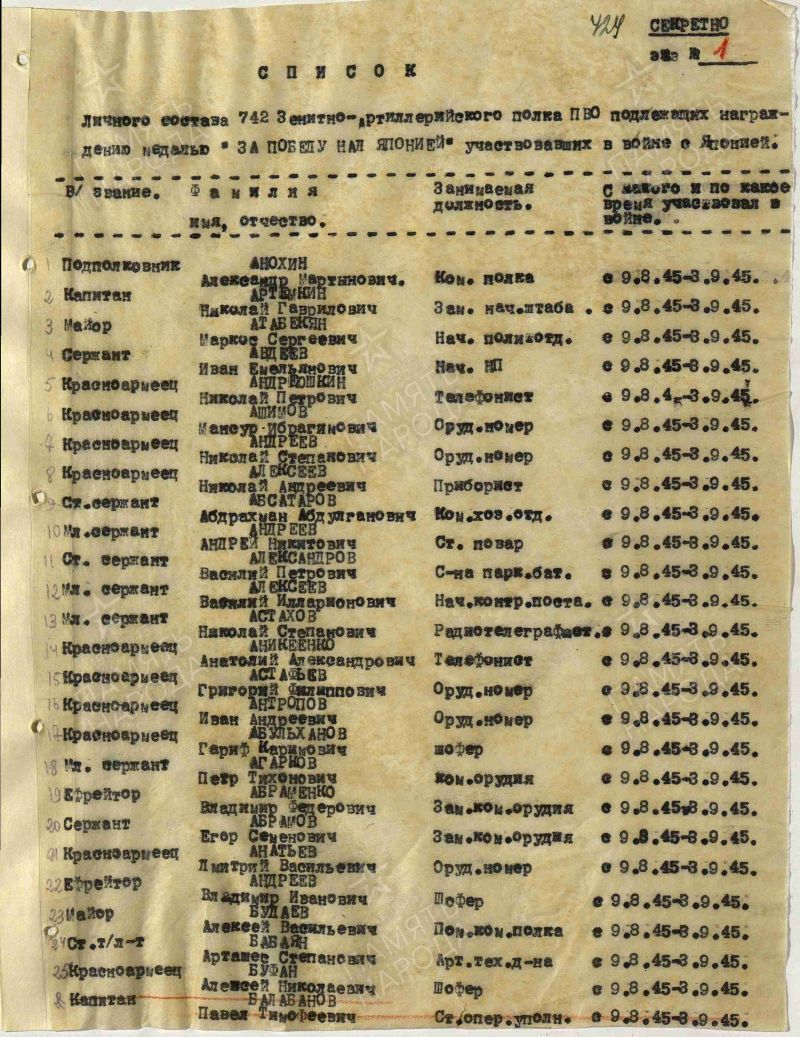 424 СЕКРЕТНО
экз № 1
С П И С О К
Личного состава 742 Зенитно-Артиллерийского полка ПВО подлежащих награж-
дению медалью " ЗА ПОБЕДУ НАД ЯПОНИЕЙ" участвовавших в войне с Японией.
В/ звание. Ф а м и л и я Занимаемая С какого и по какое
имя, отчество. должность. время участвовал в
войне.
1 Подполковник АНОХИН
Александр Мартынович. Ком. полка с 9.8.45-3.9.45.
2 Капитан АРТЕМКИН
Николай Гаврилович Зам. нач.штаба . с 9.8.45-3.9.45.
3 Майор АТАБЕКЯН
Маркос Сергеевич Нач. политотд. с 9.8.45-3.9.45.
4 Сержант АВДЕЕВ
Иван Емельянович Нач. НП с 9.8.45-3.9.45.
5 Красноармеец АНДРЮШКИН
Николай Петрович Телефонист с 9.8.4 -3.9.45.
6 Красноармеец АШИМОВ
Мансур-Ибрагимович Оруд.номер с 9.8.45-3.9.45.
7 Красноармеец АНДРЕЕВ
Николай Степанович Оруд.номер с 9.8.45-3.9.45.
8 Красноармеец АЛЕКСЕЕВ
Николай Андреевич Приборист с 9.8.45-3.9.45.
9 Ст.сержант АБСАТАРОВ
Абдрахман Абдулганович Ком.хоз.отд. с 9.8.45-3.9.45.
10 Мл.сержант АНДРЕЕВ
АНДРЕЙ Никитович Ст. повар с 9.8.45-3.9.45.
11 Ст. сержант АЛЕКСАНДРОВ
Василий Петрович С-на парк.бат. с 9.8.45-3.9.45.
12 Мл. сержант АЛЕКСЕЕВ
Василий Илларионович Нач.контр.поста. с 9.8.45-3.9.45.
13 Мл. сержант АСТАХОВ
Николай Степанович Радиотелеграфист.с 9.8.45-3.9.45.
14 Красноармеец АНИКЕЕНКО
Анатолий Александрович Телефонист с 9.8.45-3.9.45.
15 Красноармеец АСТАФЬЕВ
Григорий Филиппович Оруд.номер с 9.8.45-3.9.45.
16 Красноармеец АНТРОПОВ
Иван Андреевич Оруд.номер с 9.8.45-3.9.45.
17 Красноармеец АБУЛЬХАНОВ
Гариф Каримович шофер с 9.8.45-3.9.45.
18 Мл. сержант АГАРКОВ
Петр Тихонович ком.орудия с 9.8.45-3.9.45.
19 Ефрейтор АБРАМЕНКО
Владимир Федерович Зам.ком.орудия с 9.8.45-3.9.45.
20 Сержант АБРАМОВ
Егор Семенович Зам.ком.орудия с 9.8.45-3.9.45.
21 Красноармеец АНАТЬЕВ
Дмитрий Васильевич Оруд.номер с 9.8.45-3.9.45.
22 Ефрейтор АНДРЕЕВ
Владимир Иванович Шофер с 9.8.45-3.9.45.
23 Майор БУДАЕВ
Алексей Васильевич Пом.ком.полка с 9.8.45-3.9.45.
24 Ст.т/л-т БАБАЯН
Арташес Степанович Арт.тех.д-на с 9.8.45-3.9.45.
25 Красноармеец БУФАН
Алексей Николаевич Шофер с 9.8.45-3.9.45.
Капитан БАЛАБАНОВ
Павел Тимофеевич Ст.опер.уполн. с 9.8.45-3.9.45.